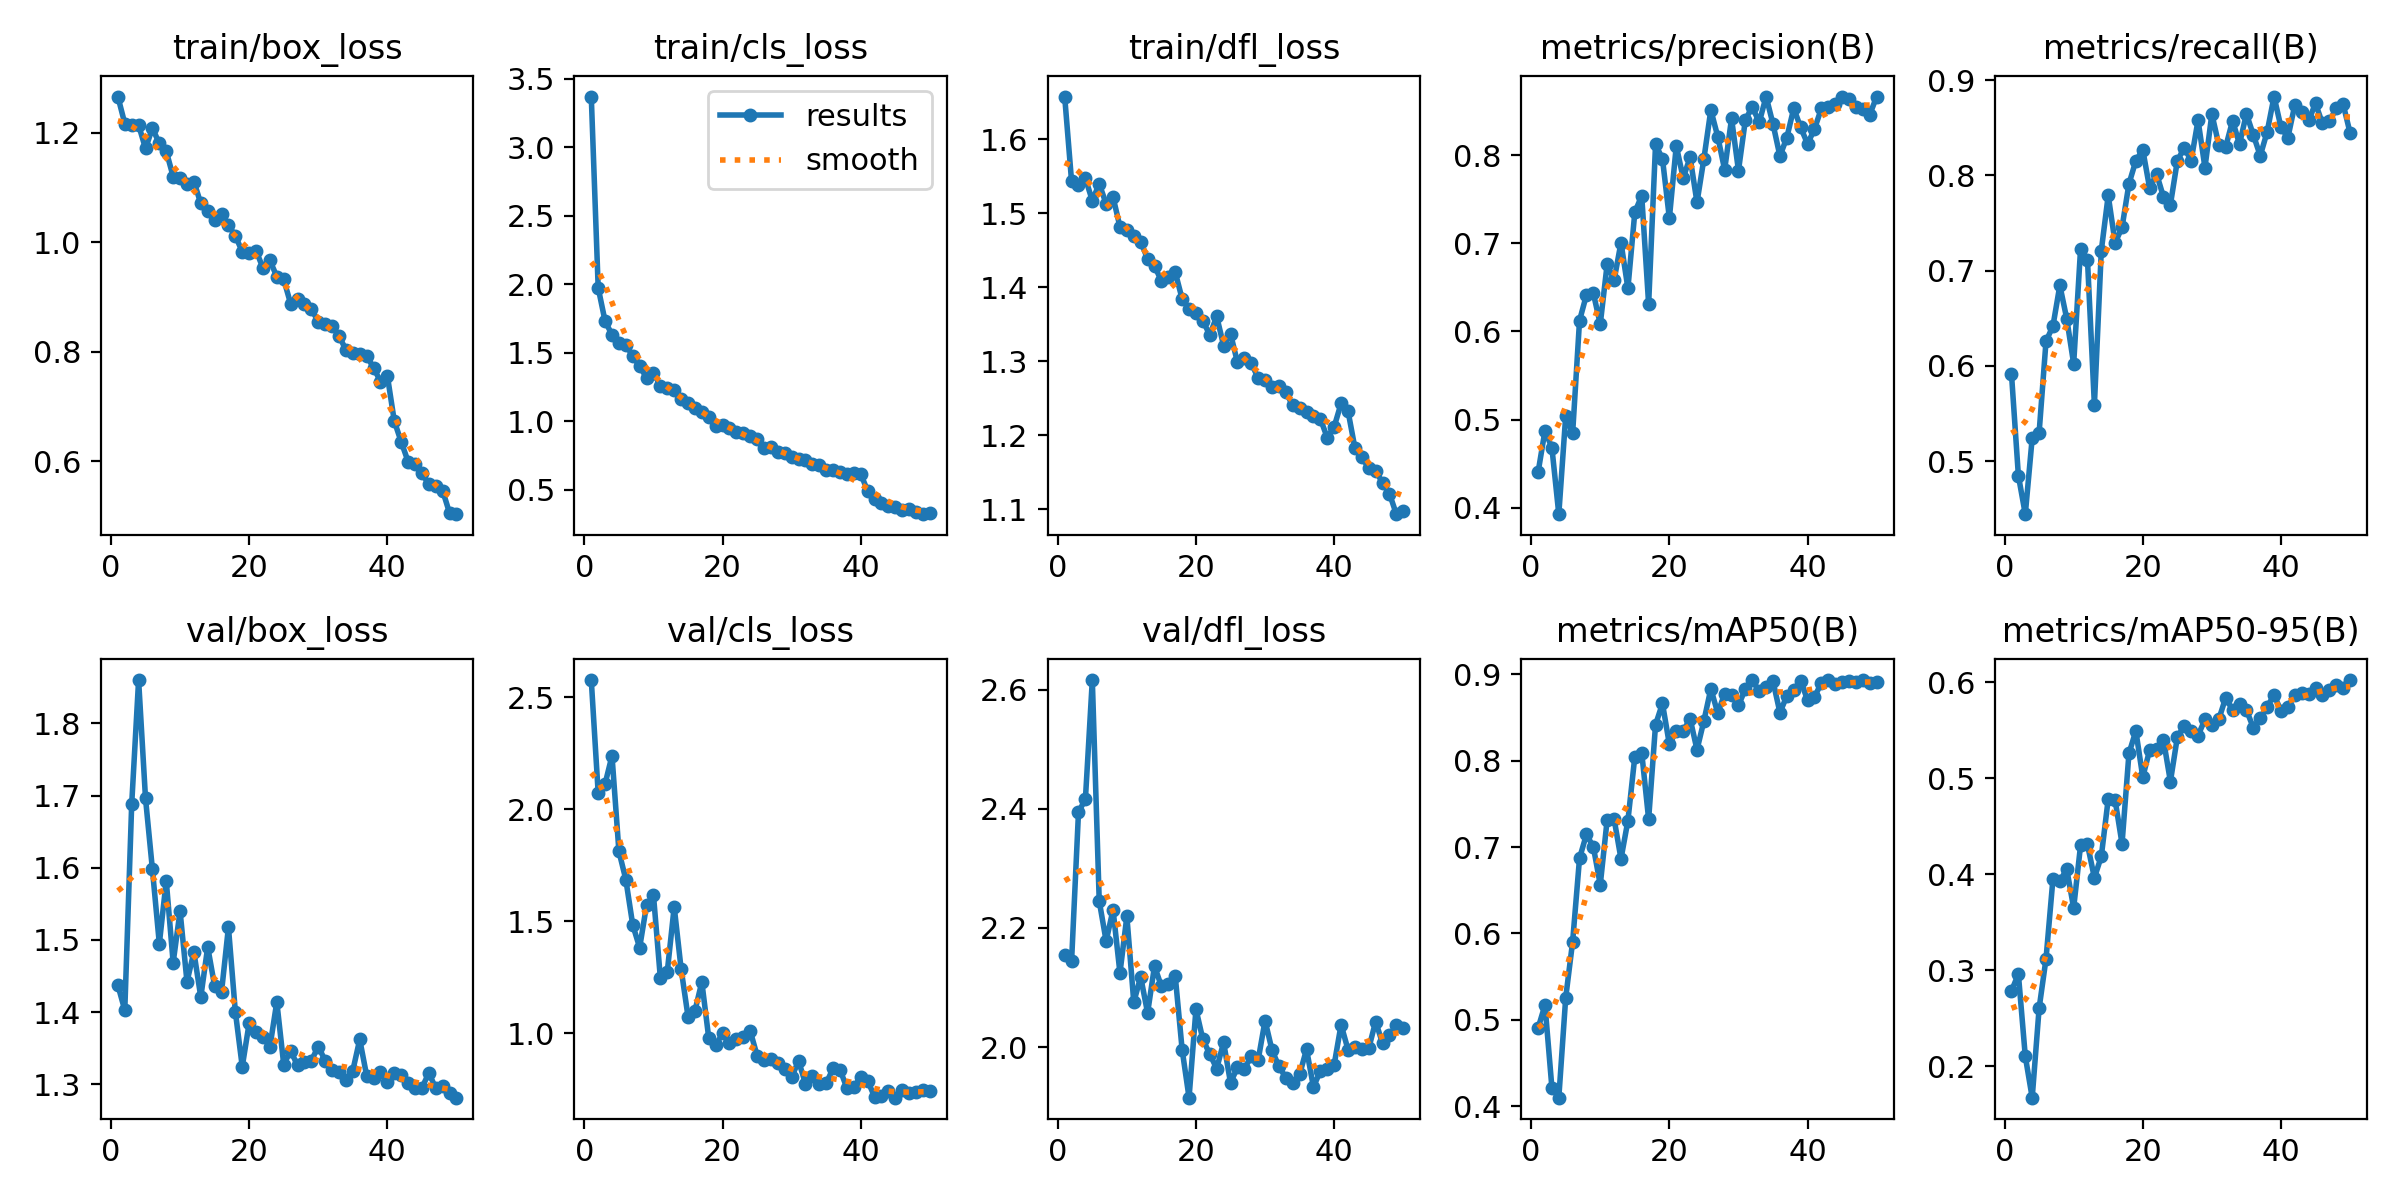 train/box_loss
1.2
1.0
0.8
0.6
0 20 40
train/cls_loss
results
smooth
3.5
3.0
2.5
2.0
1.5
1.0
0.5
0 20 40
train/dfl_loss
1.6
1.5
1.4
1.3
1.2
1.1
0 20 40
metrics/precision(B)
0.8
0.7
0.6
0.5
0.4
0 20 40
metrics/recall(B)
0.9
0.8
0.7
0.6
0.5
0 20 40
val/box_loss
1.8
1.7
1.6
1.5
1.4
1.3
0 20 40
val/cls_loss
2.5
2.0
1.5
1.0
0 20 40
val/dfl_loss
2.6
2.4
2.2
2.0
0 20 40
metrics/mAP50(B)
0.9
0.8
0.7
0.6
0.5
0.4
0 20 40
metrics/mAP50-95(B)
0.6
0.5
0.4
0.3
0.2
0 20 40